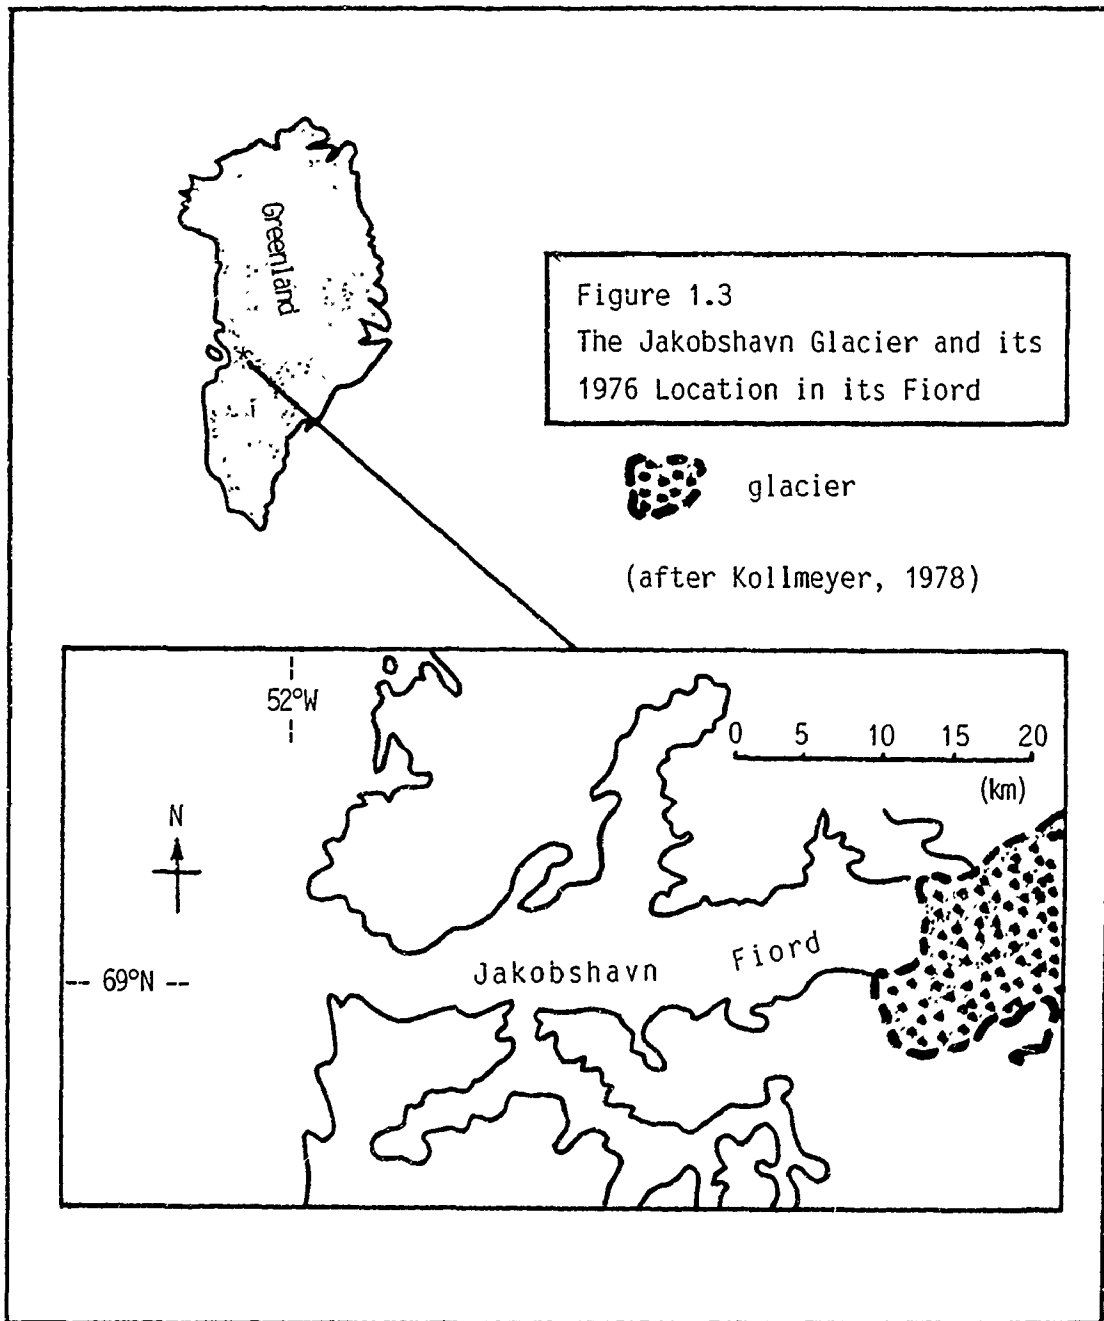 Greenland
Figure 1.3
The Jakobshavn Glacier and its
1976 Location in its Fiord
glacier
(after Kollmeyer, 1978)
52°W
0 5 10 15 20
(km)
N
Jakobshavn Fiord
-- 69°N --